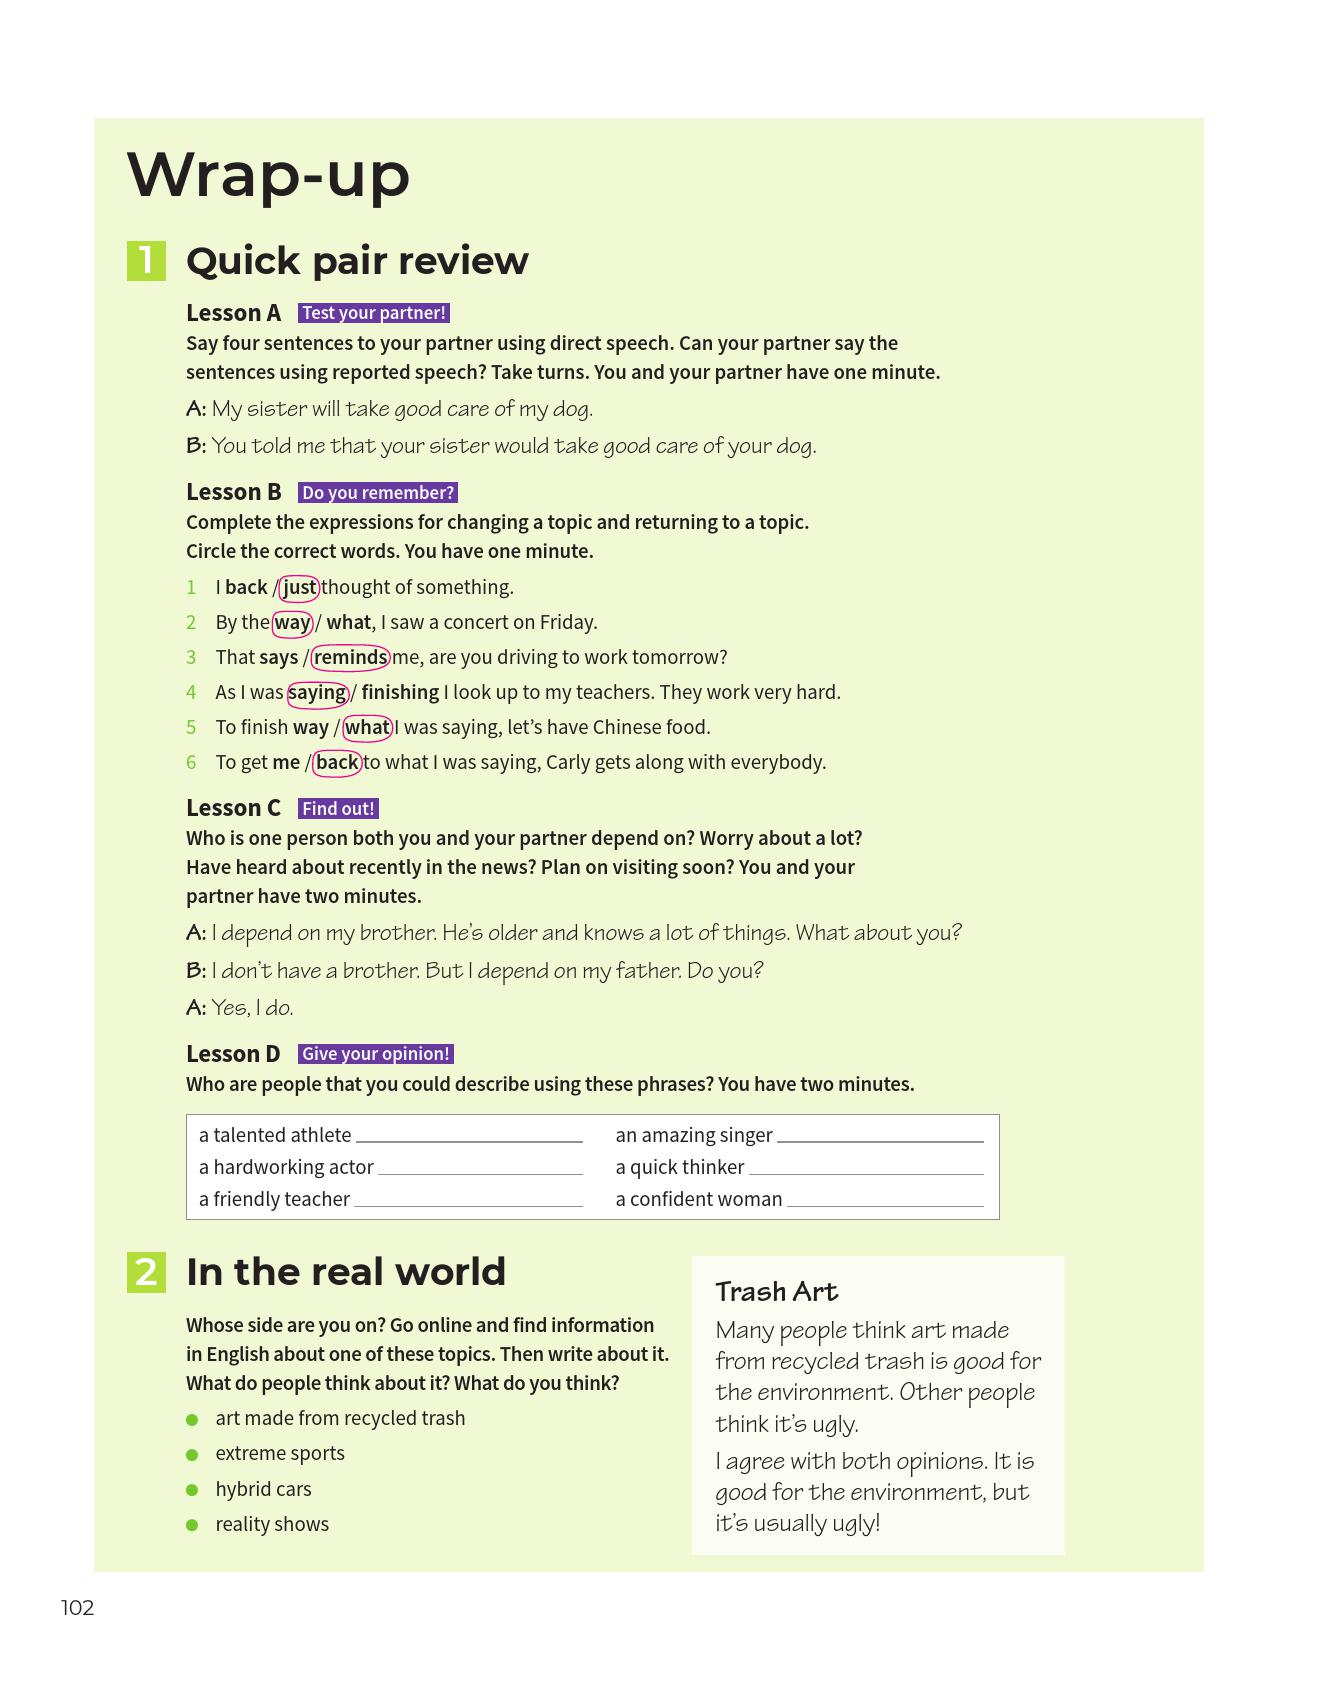 Wrap-up
1 Quick pair review
Lesson A Test your partner!
Say four sentences to your partner using direct speech. Can your partner say the
sentences using reported speech? Take turns. You and your partner have one minute.
A: My sister will take good care of my dog.
B: You told me that your sister would take good care of your dog.
Lesson B Do you remember?
Complete the expressions for changing a topic and returning to a topic.
Circle the correct words. You have one minute.
1 I back / just thought of something.
2 By the way / what, I saw a concert on Friday.
3 That says / reminds me, are you driving to work tomorrow?
4 As I was saying / finishing I look up to my teachers. They work very hard.
5 To finish way / what I was saying, let’s have Chinese food.
6 To get me / back to what I was saying, Carly gets along with everybody.
Lesson C Find out!
Who is one person both you and your partner depend on? Worry about a lot?
Have heard about recently in the news? Plan on visiting soon? You and your
partner have two minutes.
A: I depend on my brother. He’s older and knows a lot of things. What about you?
B: I don’t have a brother. But I depend on my father. Do you?
A: Yes, I do.
Lesson D Give your opinion!
Who are people that you could describe using these phrases? You have two minutes.
a talented athlete an amazing singer
a hardworking actor a quick thinker
a friendly teacher a confident woman
2 In the real world
Whose side are you on? Go online and find information
in English about one of these topics. Then write about it.
What do people think about it? What do you think?
art made from recycled trash
extreme sports
hybrid cars
reality shows
Trash Art
Many people think art made
from recycled trash is good for
the environment. Other people
think it’s ugly.
I agree with both opinions. It is
good for the environment, but
it’s usually ugly!
102